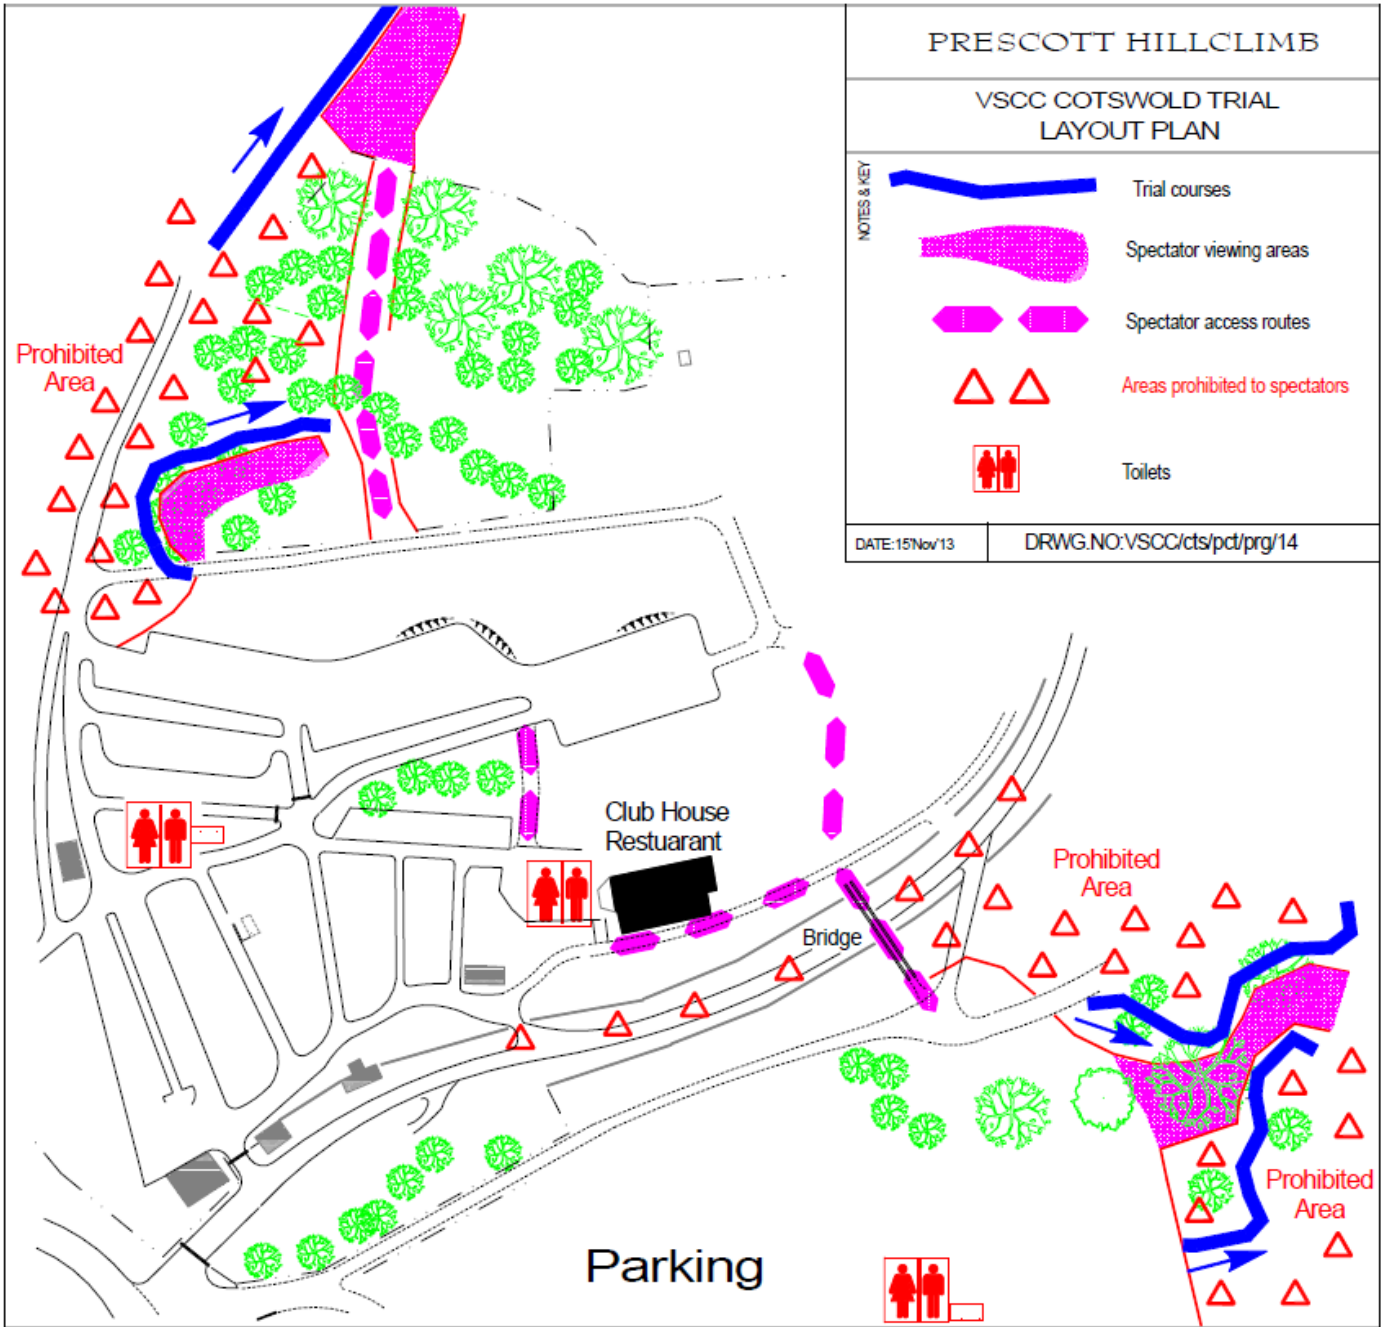 PRESCOTT HILLCLIMB
VSCC COTSWOLD TRIAL
LAYOUT PLAN
NOTES & KEY
Trial courses
Spectator viewing areas
Spectator access routes
Areas prohibited to spectators
Toilets
DATE:15'Nov'13
DRWG.NO:VSCC/cts/pct/prg/14
Prohibited
Area
Club House
Restuarant
Bridge
Prohibited
Area
Prohibited
Area
Parking